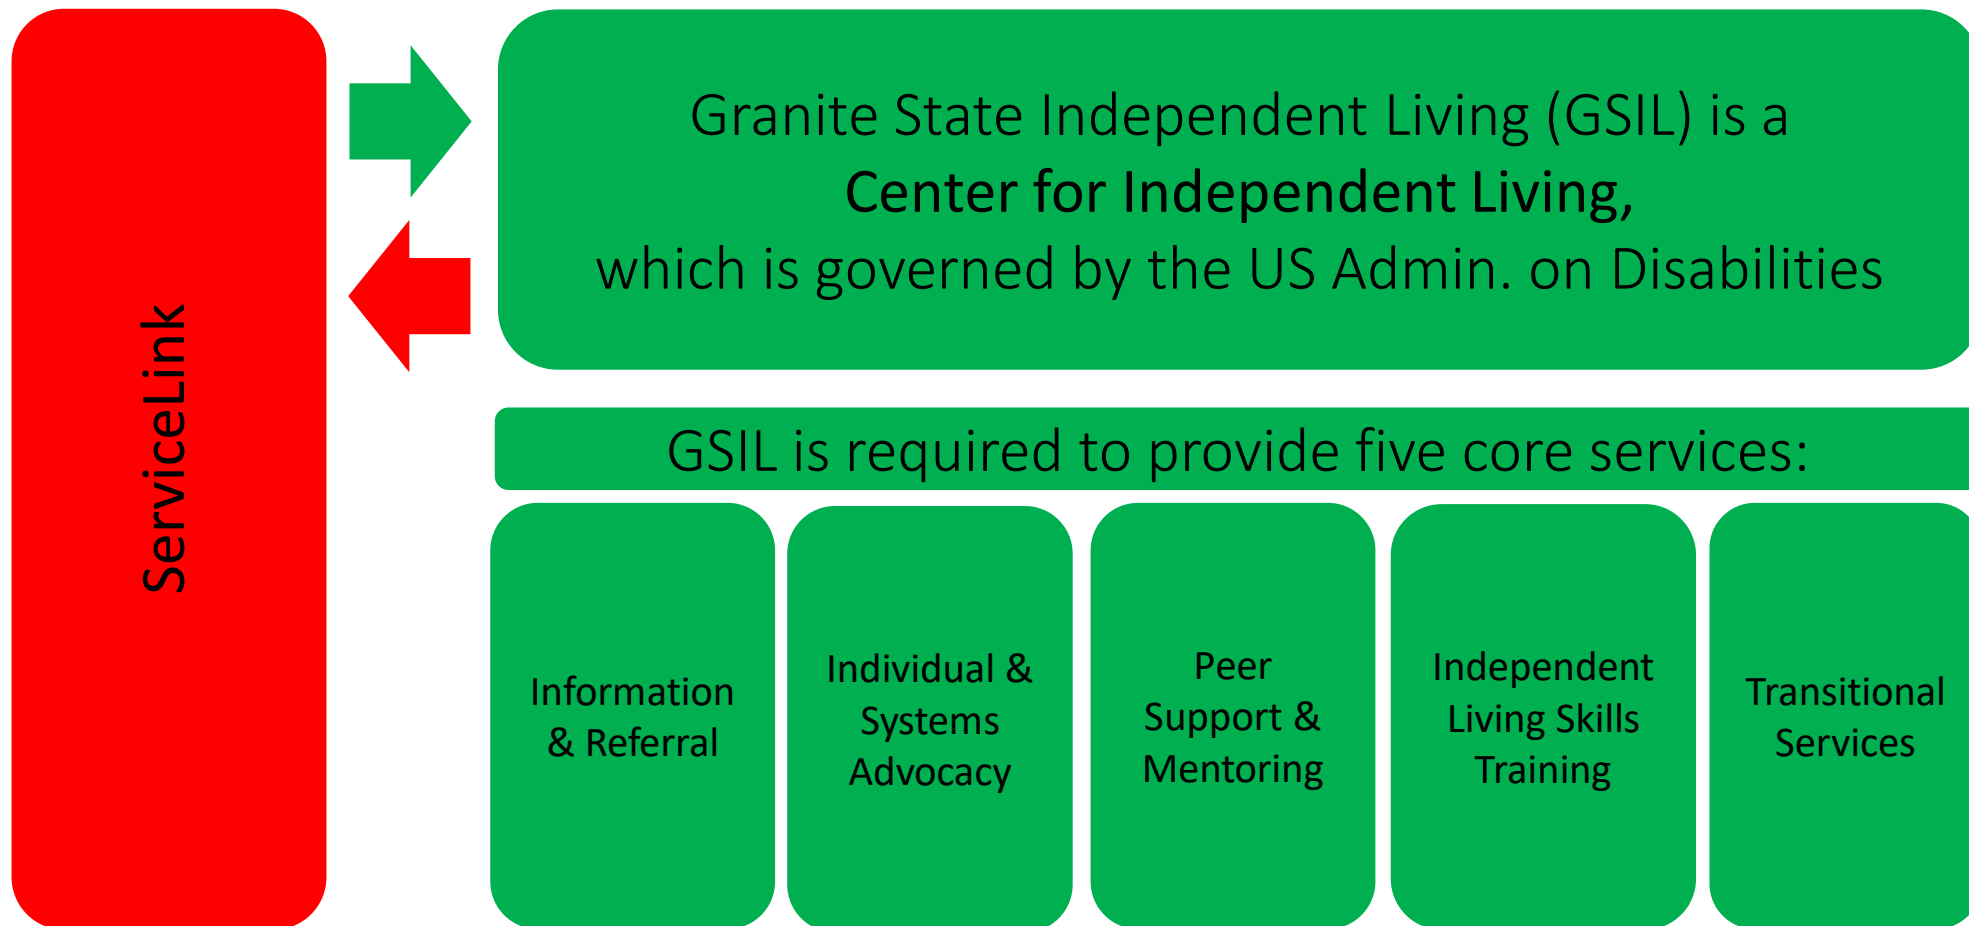 ServiceLink
Granite State Independent Living (GSIL) is a
Center for Independent Living,
which is governed by the US Admin. on Disabilities
GSIL is required to provide five core services:
Information
& Referral
Individual &
Systems
Advocacy
Peer
Support &
Mentoring
Independent
Living Skills
Training
Transitional
Services